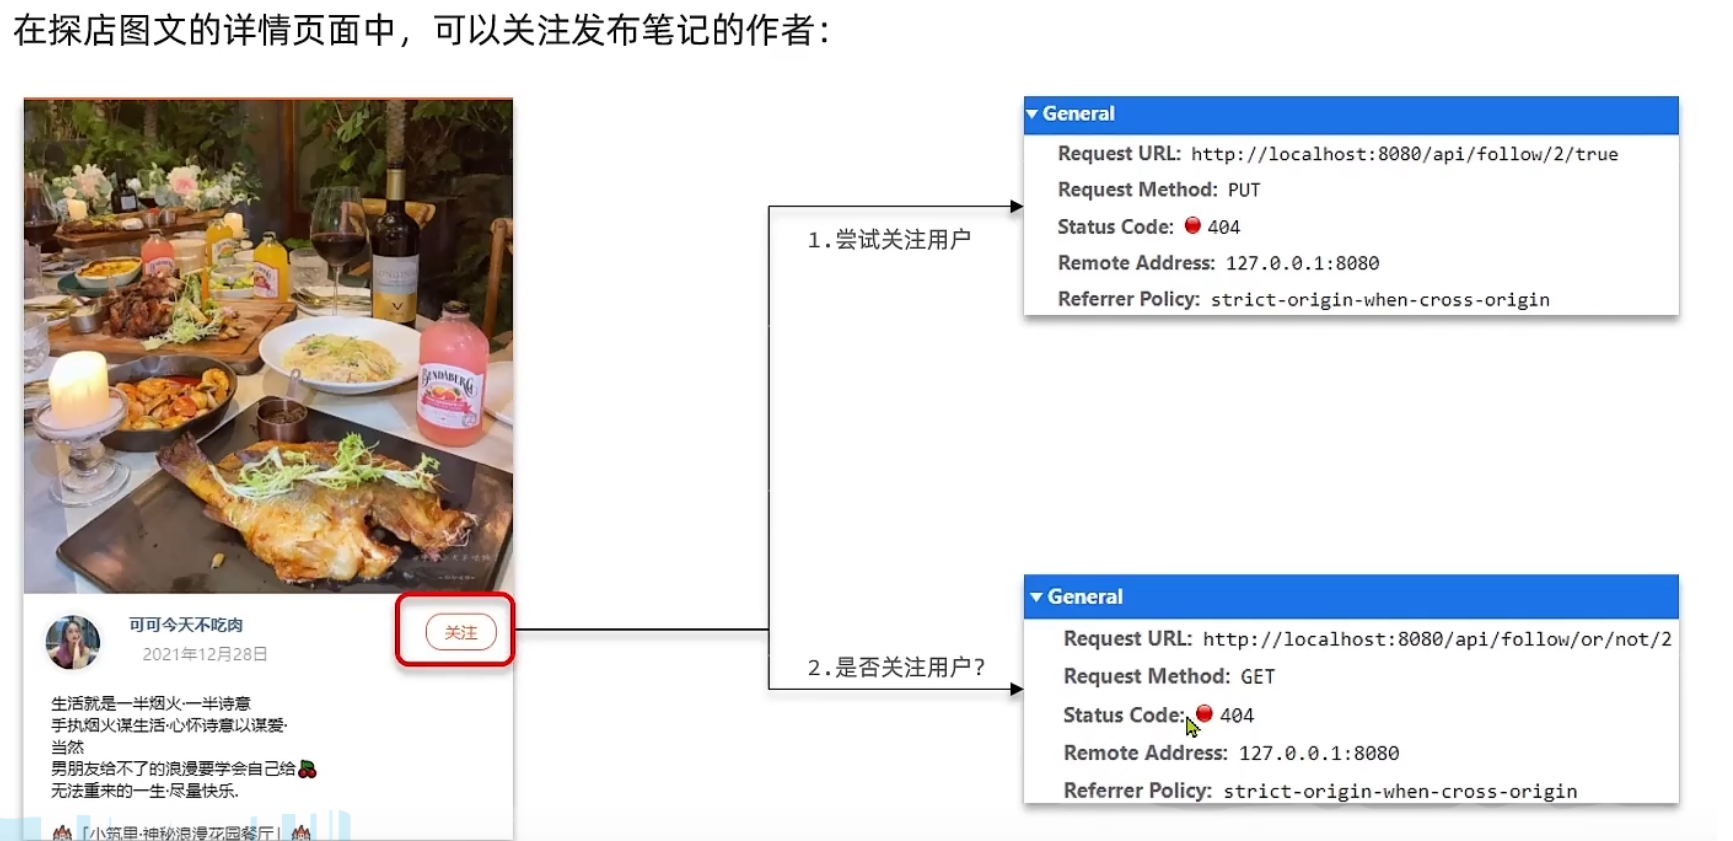 在探店图文的详情页面中，可以关注发布笔记的作者：
BUNDABERG
可可今天不吃肉
2021年12月28日
关注
生活就是一半烟火·一半诗意
手执烟火谋生活·心怀诗意以谋爱·
当然
男朋友给不了的浪漫要学会自己给🍒
无法重来的一生·尽量快乐.
🏰「小筑里·神秘浪漫花园餐厅」🏰
1.尝试关注用户
General
Request URL: http://localhost:8080/api/follow/2/true
Request Method: PUT
Status Code: 🔴 404
Remote Address: 127.0.0.1:8080
Referrer Policy: strict-origin-when-cross-origin
2.是否关注用户?
General
Request URL: http://localhost:8080/api/follow/or/not/2
Request Method: GET
Status Code: 🔴 404
Remote Address: 127.0.0.1:8080
Referrer Policy: strict-origin-when-cross-origin